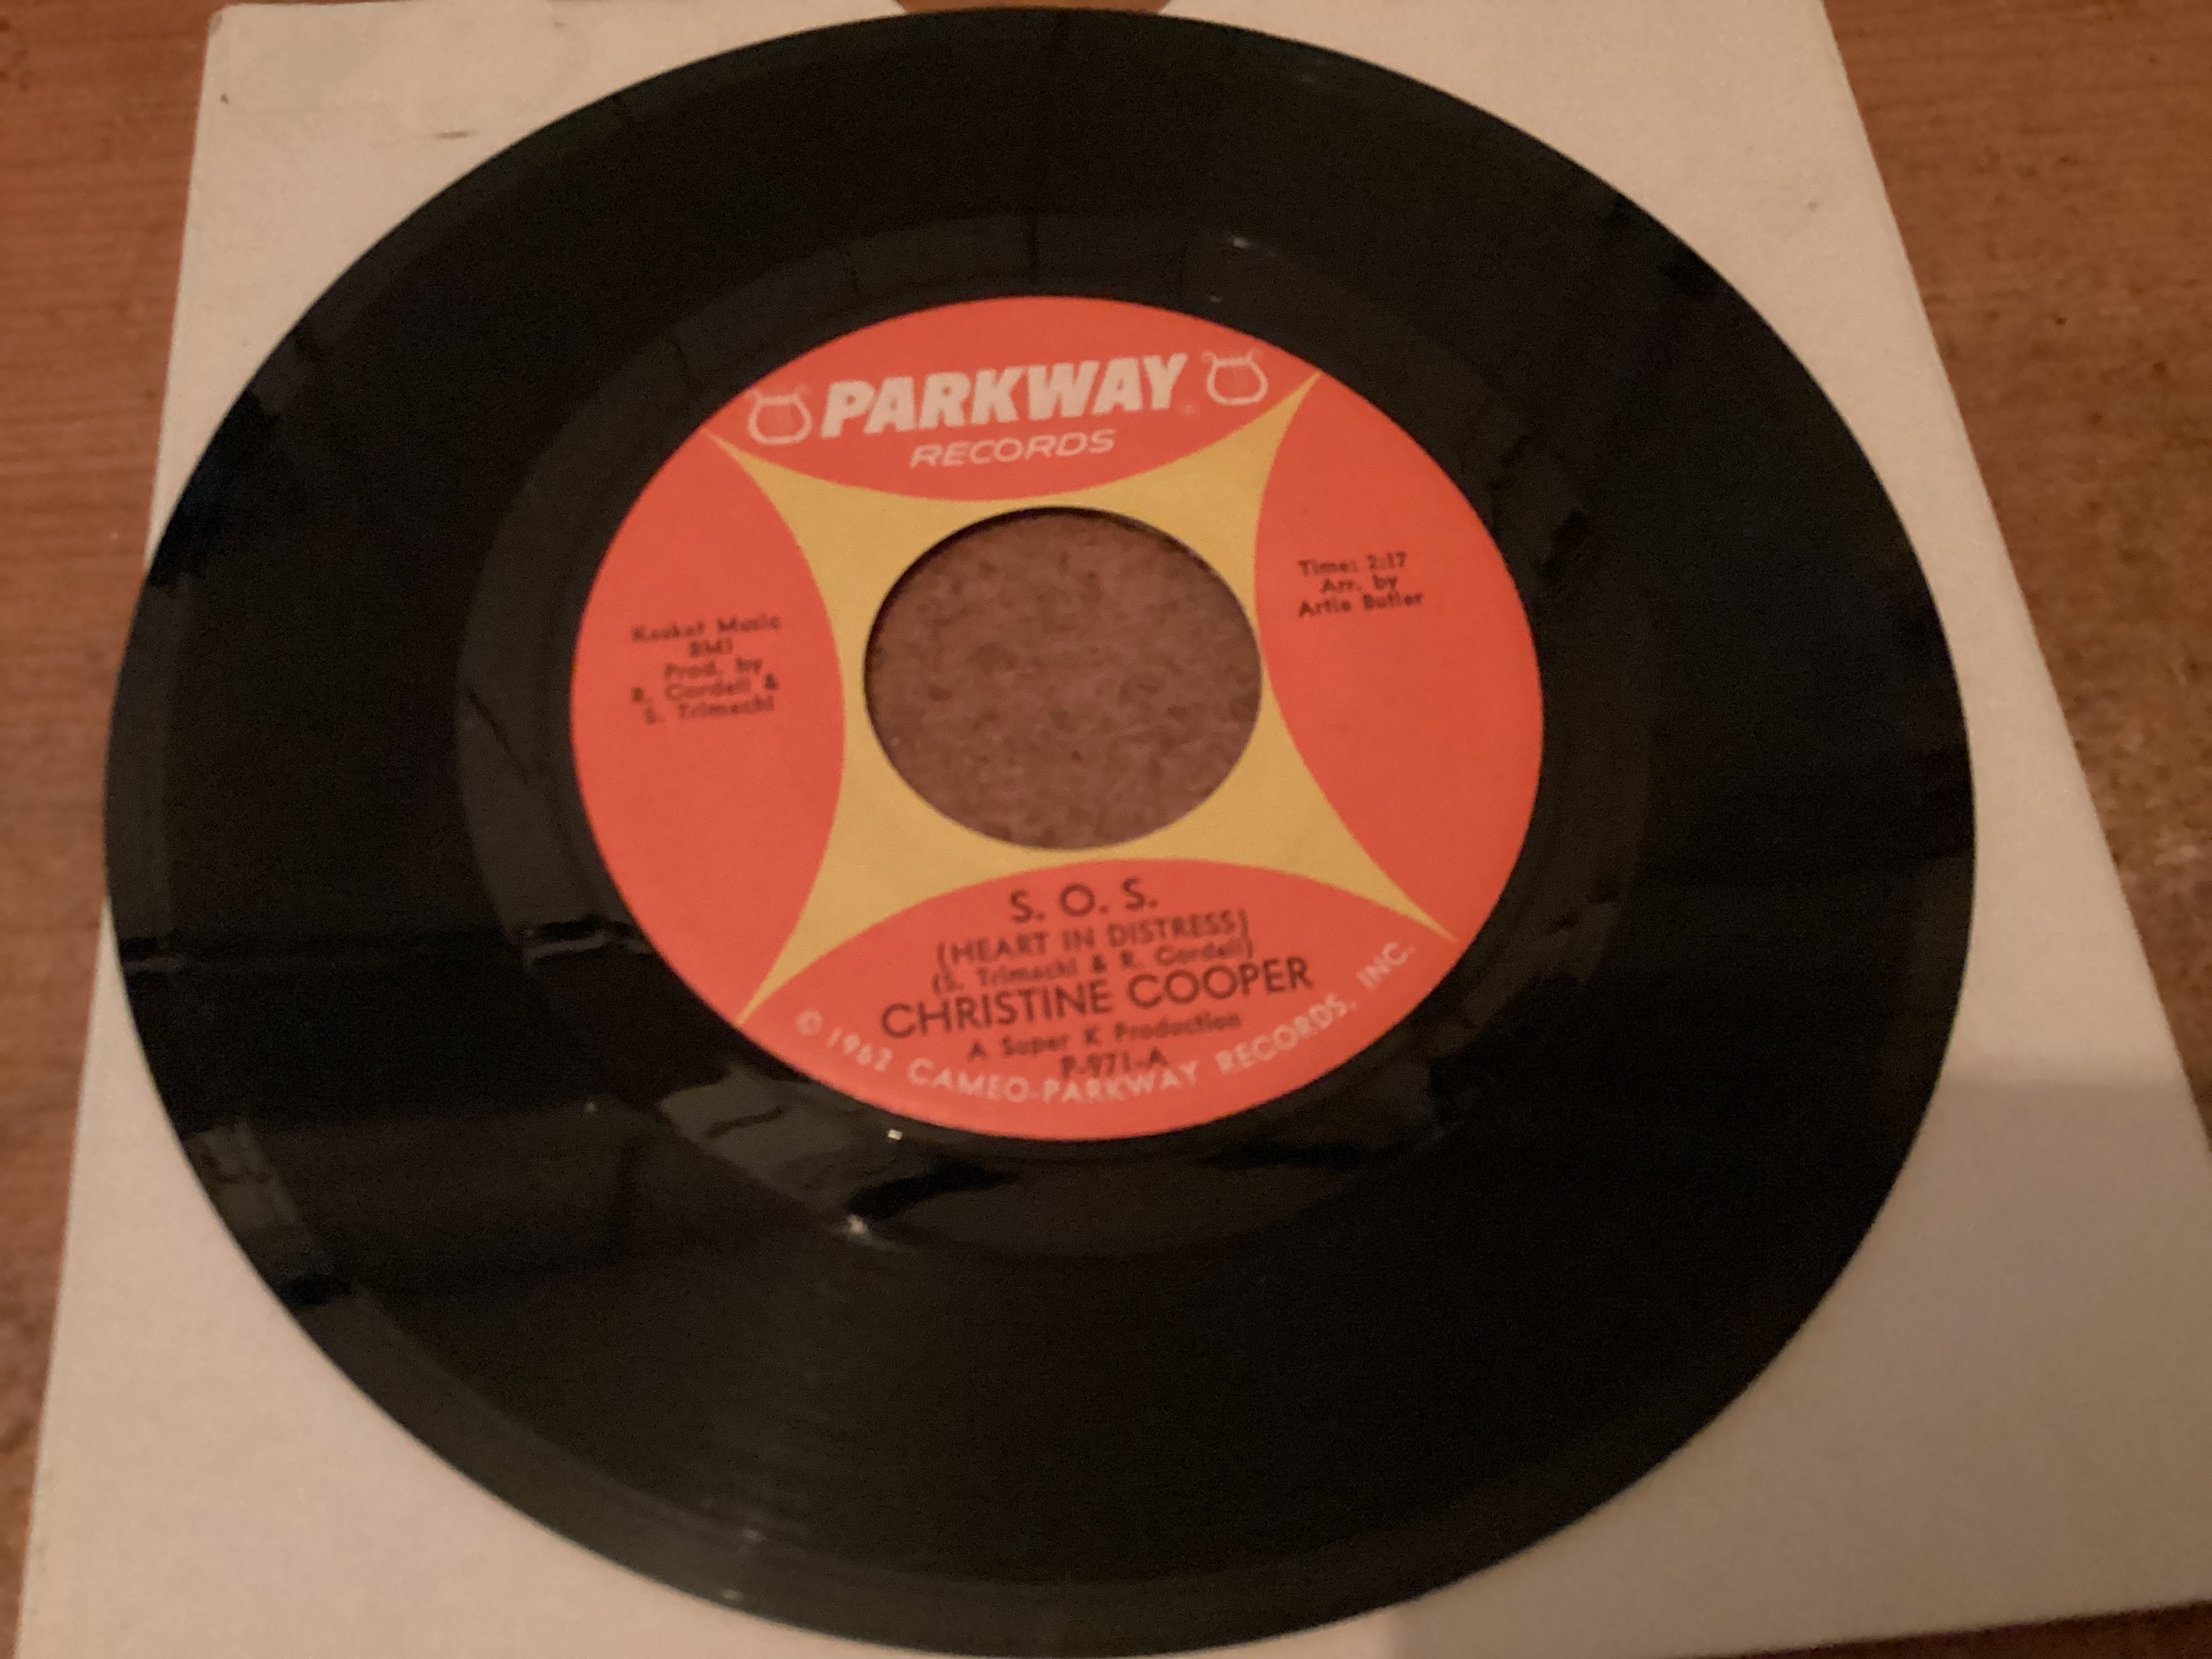 PARKWAY
RECORDS
Kaskat Music
BMI
Prod. by
R. Cordell &
S. Trimachi
Time: 2:17
Arr. by
Artie Butler
S. O. S.
(HEART IN DISTRESS)
(S. Trimachi & R. Cordell)
CHRISTINE COOPER
A Super K Production
P-971-A
© 1962 CAMEO-PARKWAY RECORDS, INC.